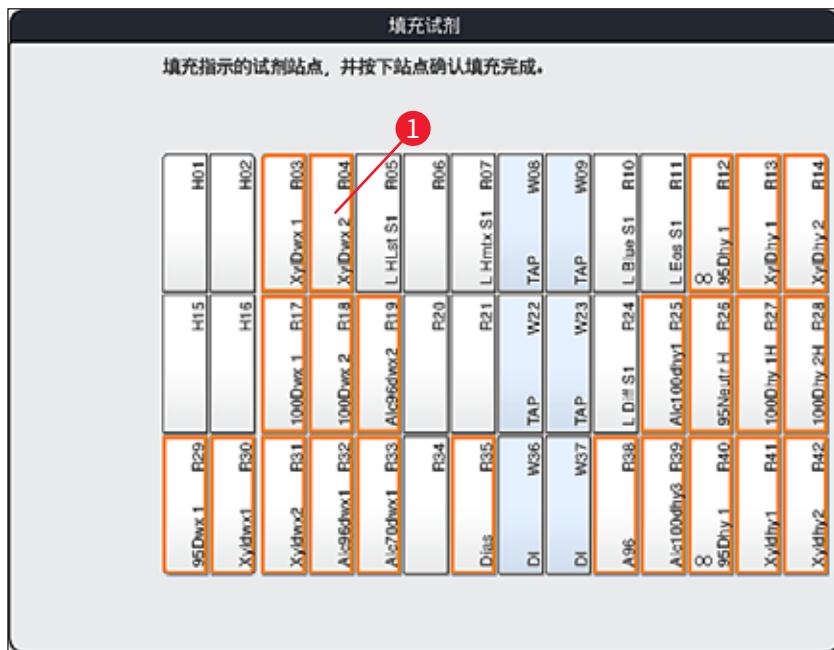 填充试剂
填充指示的试剂站点，并按下站点确认填充完成。
1
H01
H02
XylDwx 1 R03
XylDwx 2 R04
L HLst S1 R05
R06
L Hmtx S1 R07
TAP W08
TAP W09
L Blue S1 R10
L Eos S1 R11
∞ 95Dhy 1 R12
XylDhy 1 R13
XylDhy 2 R14
H15
H16
100Dwx 1 R17
100Dwx 2 R18
Alc96dwx2 R19
R20
R21
TAP W22
TAP W23
L Diff S1 R24
Alc100dhy1 R25
95Neutr H R26
100Dhy 1H R27
100Dhy 2H R28
95Dwx 1 R29
Xyldwx1 R30
Xyldwx2 R31
Alc96dwx1 R32
Alc70dwx1 R33
R34
Dias R35
DI W36
DI W37
A96 R38
Alc100dhy3 R39
∞ 95Dhy 1 R40
Xyldhy1 R41
Xyldhy2 R42